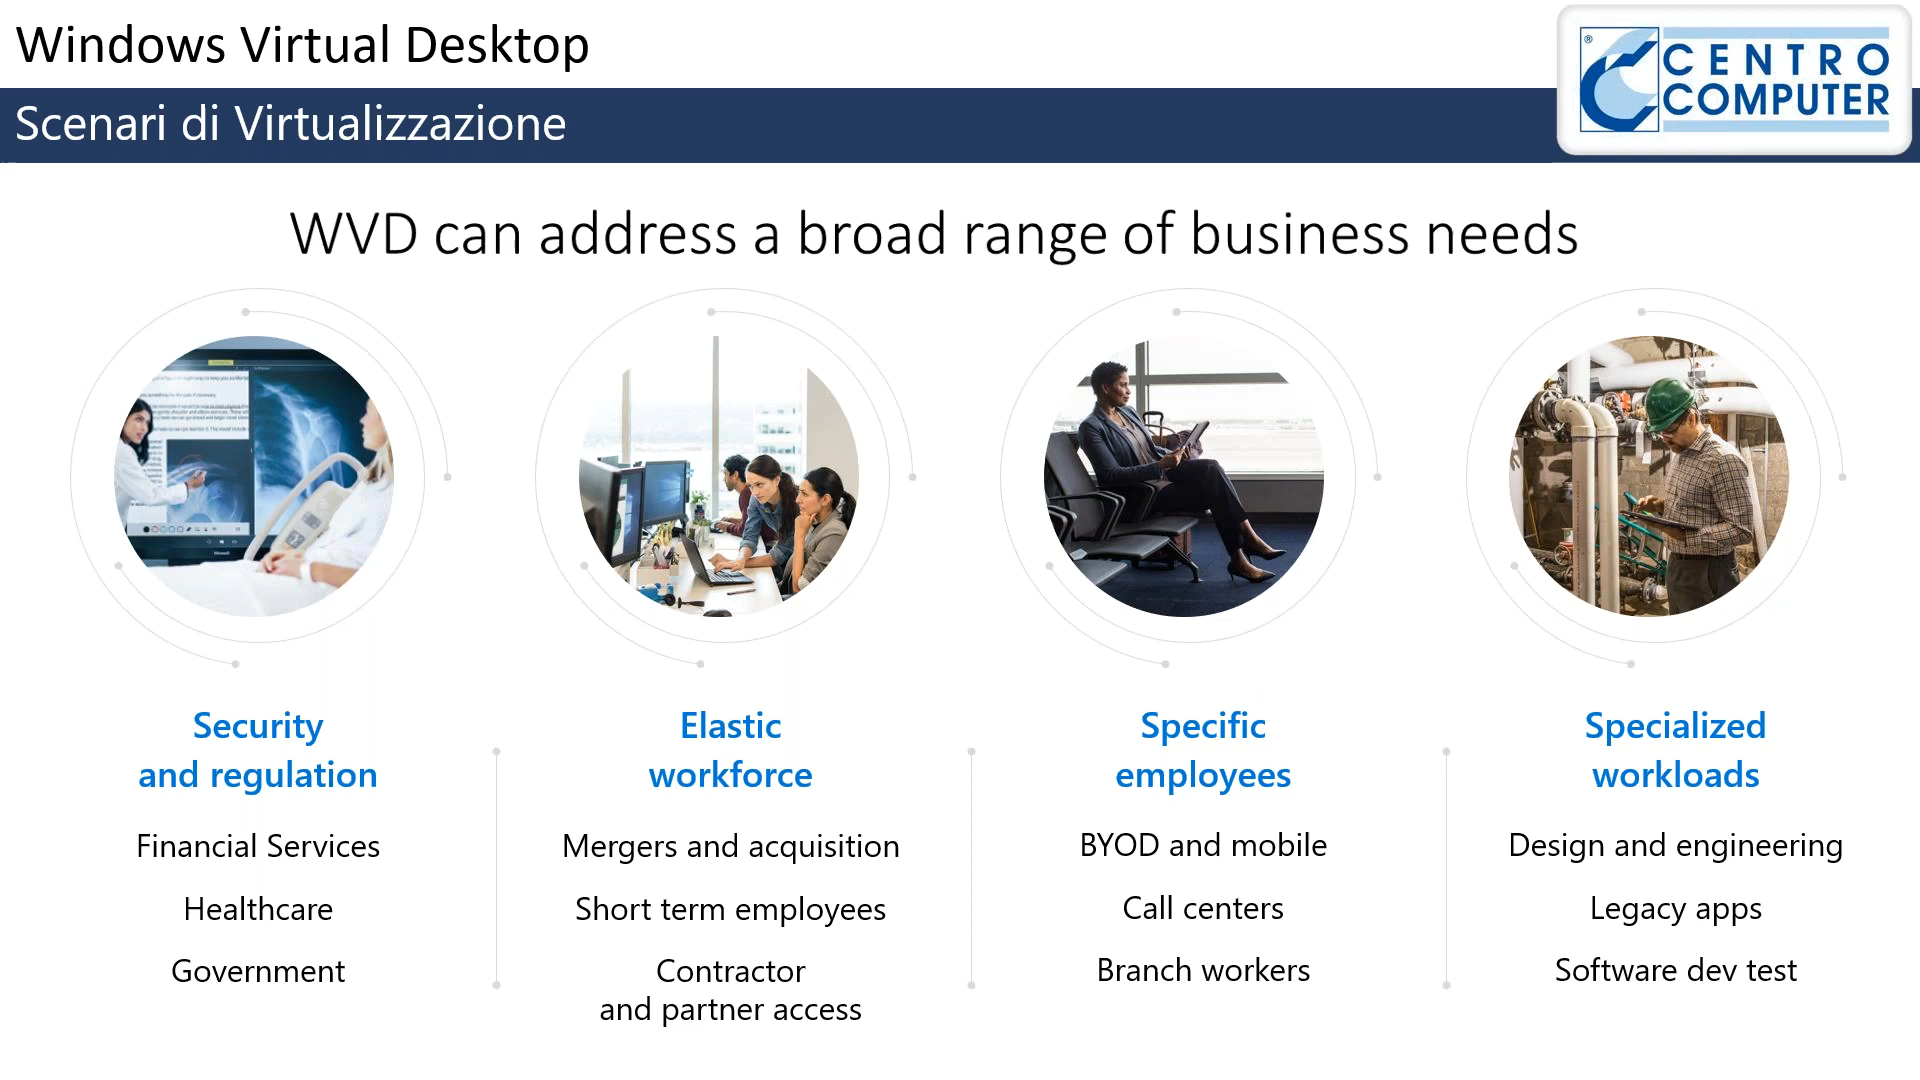 Windows Virtual Desktop
Scenari di Virtualizzazione
®
CENTRO
COMPUTER
WVD can address a broad range of business needs
Security
and regulation
Financial Services
Healthcare
Government
Elastic
workforce
Mergers and acquisition
Short term employees
Contractor
and partner access
Specific
employees
BYOD and mobile
Call centers
Branch workers
Specialized
workloads
Design and engineering
Legacy apps
Software dev test